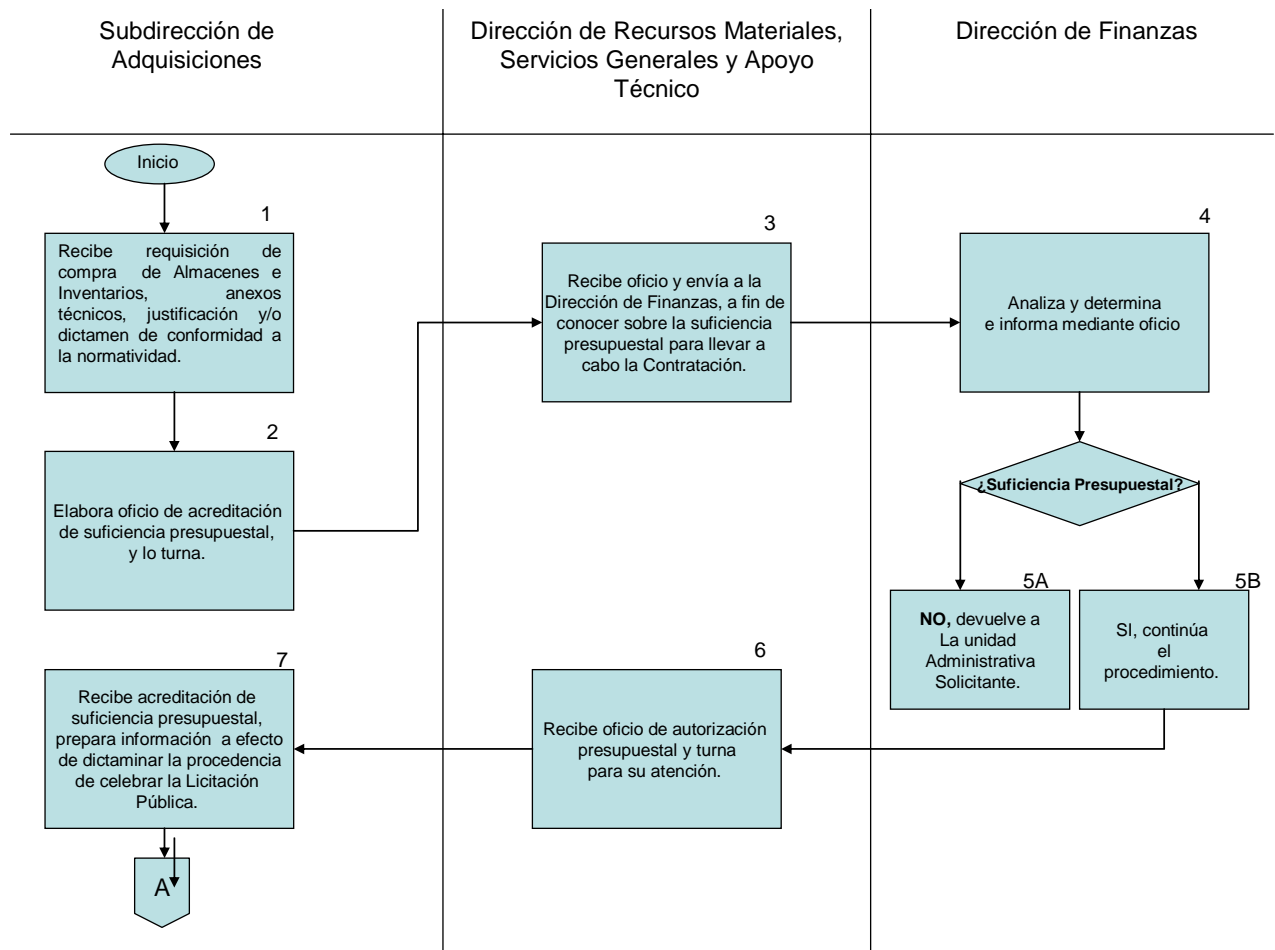 Subdirección de
Adquisiciones
Dirección de Recursos Materiales,
Servicios Generales y Apoyo
Técnico
Dirección de Finanzas
Inicio
1
Recibe requisición de
compra de Almacenes e
Inventarios, anexos
técnicos, justificación y/o
dictamen de conformidad a
la normatividad.
2
Elabora oficio de acreditación
de suficiencia presupuestal,
y lo turna.
3
Recibe oficio y envía a la
Dirección de Finanzas, a fin de
conocer sobre la suficiencia
presupuestal para llevar a
cabo la Contratación.
4
Analiza y determina
e informa mediante oficio
¿Suficiencia Presupuestal?
5A
NO, devuelve a
La unidad
Administrativa
Solicitante.
5B
SI, continúa
el
procedimiento.
6
Recibe oficio de autorización
presupuestal y turna
para su atención.
7
Recibe acreditación de
suficiencia presupuestal,
prepara información a efecto
de dictaminar la procedencia
de celebrar la Licitación
Pública.
A